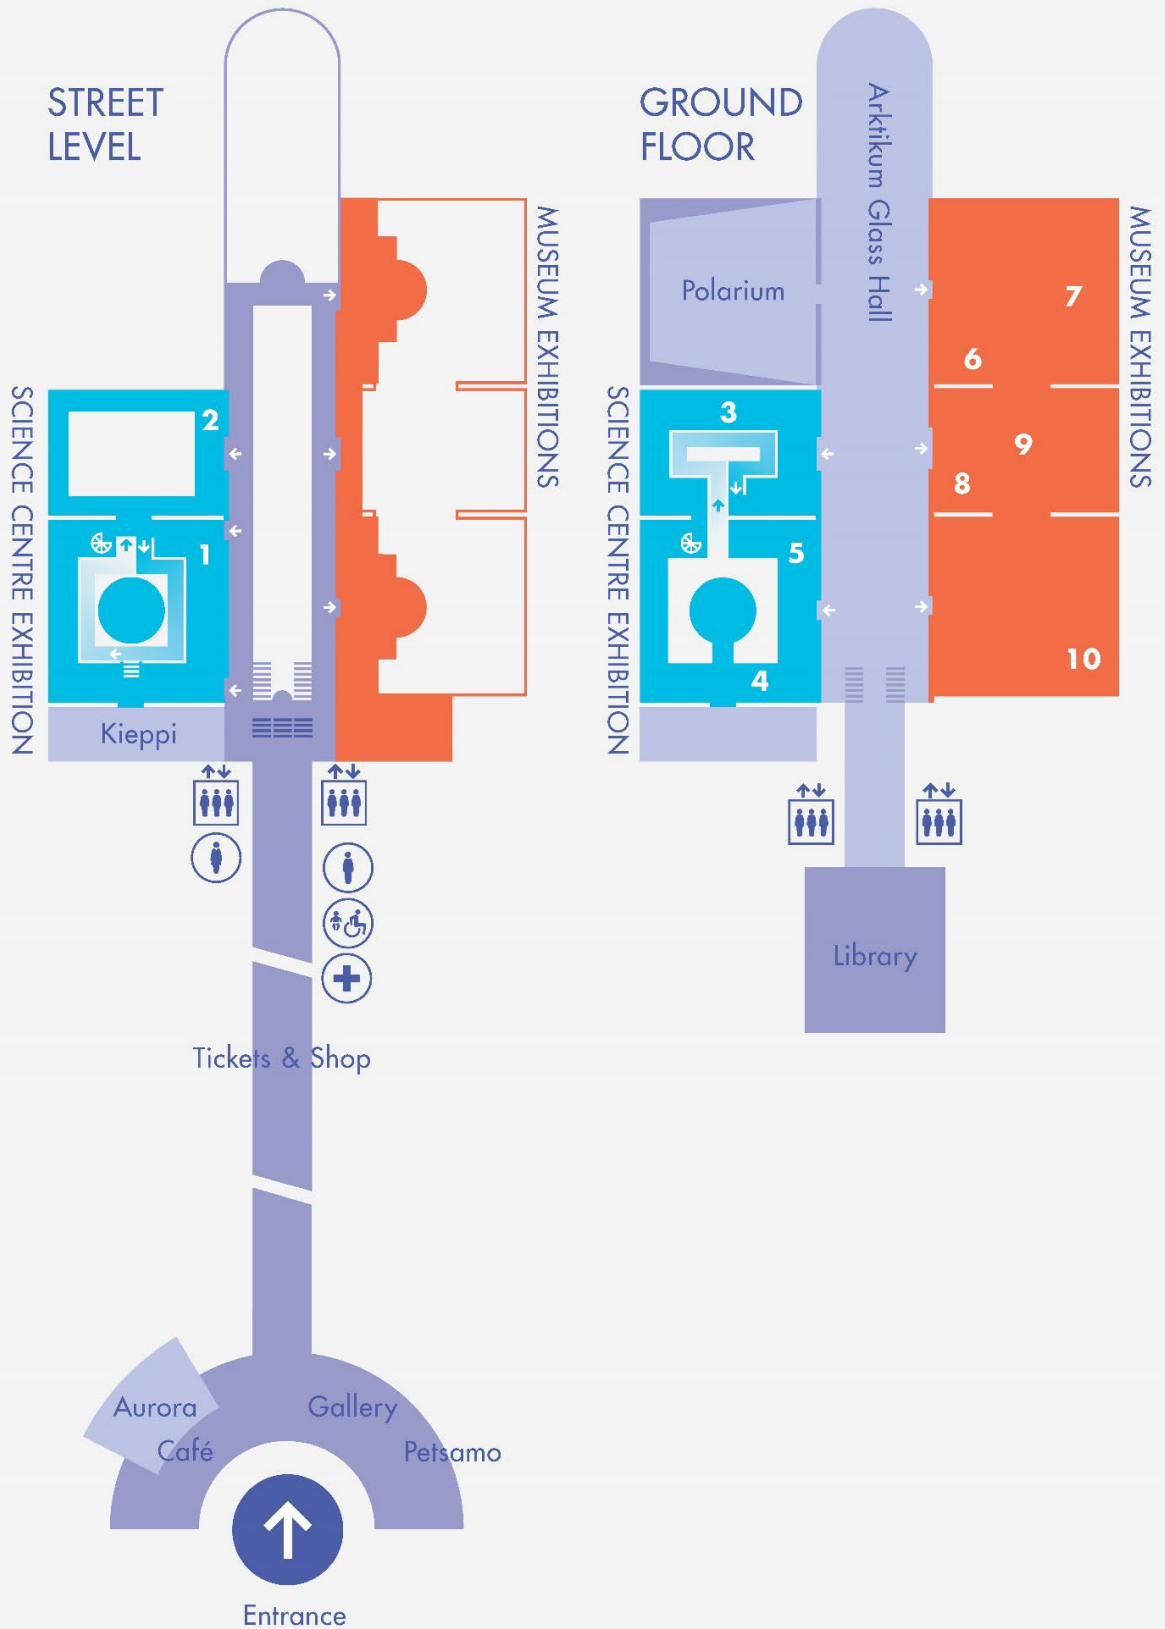 STREET
LEVEL
MUSEUM EXHIBITIONS
SCIENCE CENTRE EXHIBITION
2
1
Kieppi
Tickets & Shop
Aurora
Café
Gallery
Petsamo
Entrance
GROUND
FLOOR
Arktikum Glass Hall
MUSEUM EXHIBITIONS
Polarium
7
6
SCIENCE CENTRE EXHIBITION
3
9
8
5
10
4
Library